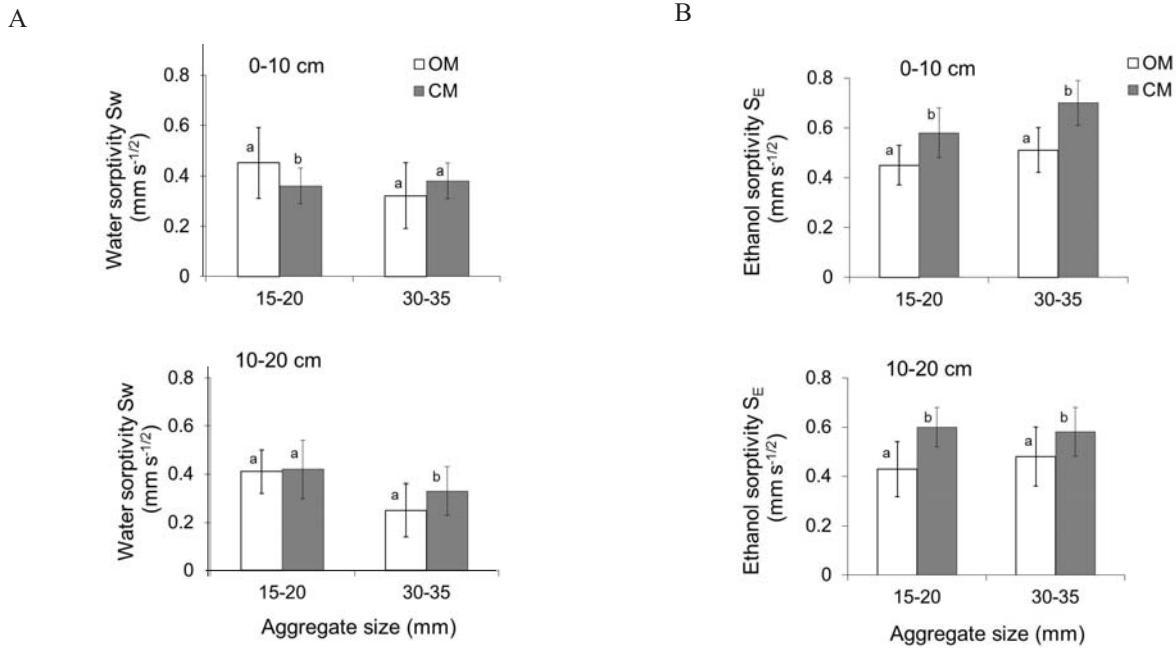 A
0-10 cm
OM
CM
Water sorptivity Sw
(mm s-1/2)
0.8
0.6
0.4
0.2
0
a
b
a
a
15-20
30-35
10-20 cm
Water sorptivity Sw
(mm s-1/2)
0.8
0.6
0.4
0.2
0
a
a
a
b
15-20
30-35
Aggregate size (mm)
B
0-10 cm
OM
CM
Ethanol sorptivity SE
(mm s-1/2)
0.8
0.6
0.4
0.2
0
a
b
a
b
15-20
30-35
10-20 cm
Ethanol sorptivity SE
(mm s-1/2)
0.8
0.6
0.4
0.2
0
a
b
a
b
15-20
30-35
Aggregate size (mm)